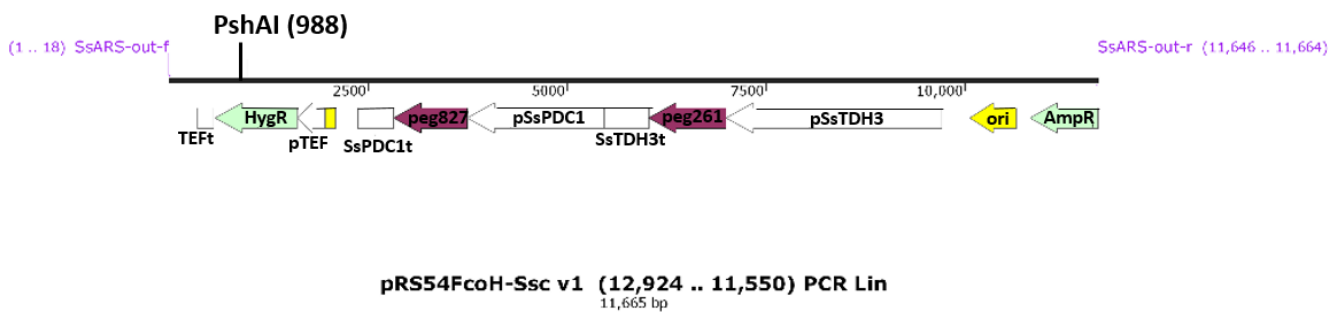 PshAI (988)
(1 .. 18) SsARS-out-f
SsARS-out-r (11,646 .. 11,664)
2500
5000
7500
10,000
HygR
peg827
pSsPDC1
peg261
pSsTDH3
ori
AmpR
TEFt
pTEF
SsPDC1t
SsTDH3t
pRS54FcoH-Ssc v1 (12,924 .. 11,550) PCR Lin
11,665 bp